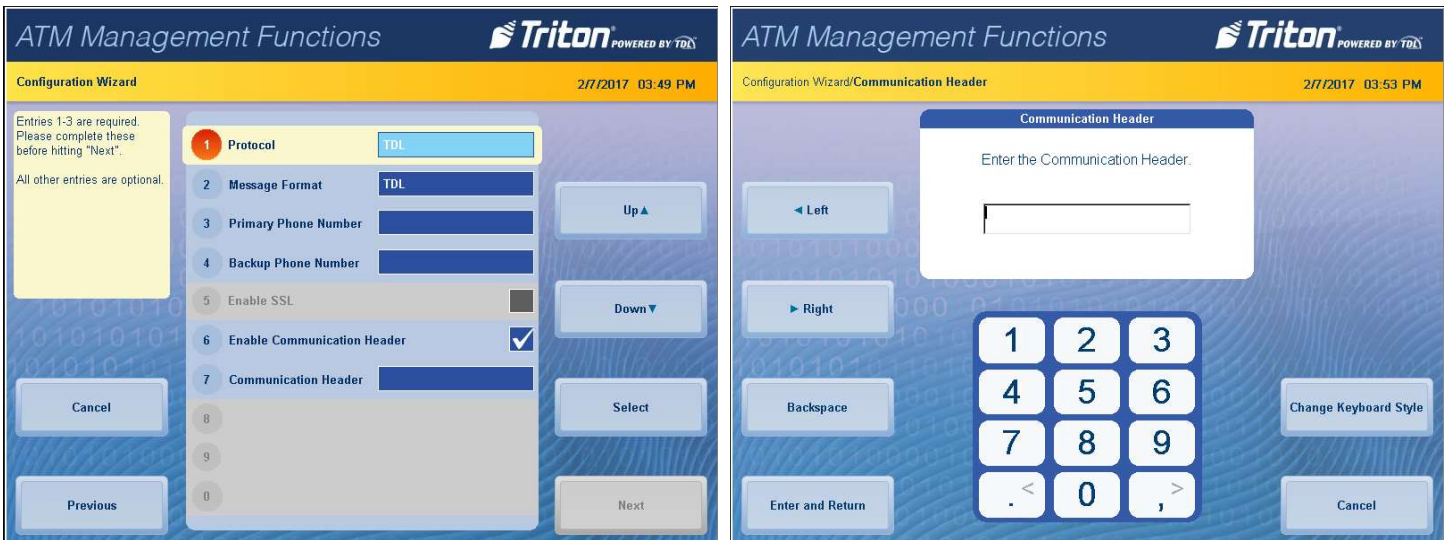 ATM Management Functions
Triton POWERED BY TDL
Configuration Wizard
2/7/2017 03:49 PM
Entries 1-3 are required.
Please complete these
before hitting "Next".
All other entries are optional.
1 Protocol TDL
2 Message Format TDL
3 Primary Phone Number
4 Backup Phone Number
5 Enable SSL
6 Enable Communication Header
7 Communication Header
8
9
0
Up▲
Down▼
Select
Next
Cancel
Previous
ATM Management Functions
Triton POWERED BY TDL
Configuration Wizard/Communication Header
2/7/2017 03:53 PM
Communication Header
Enter the Communication Header.
◄ Left
► Right
Backspace
Enter and Return
1 2 3
4 5 6
7 8 9
. < 0 , >
Change Keyboard Style
Cancel